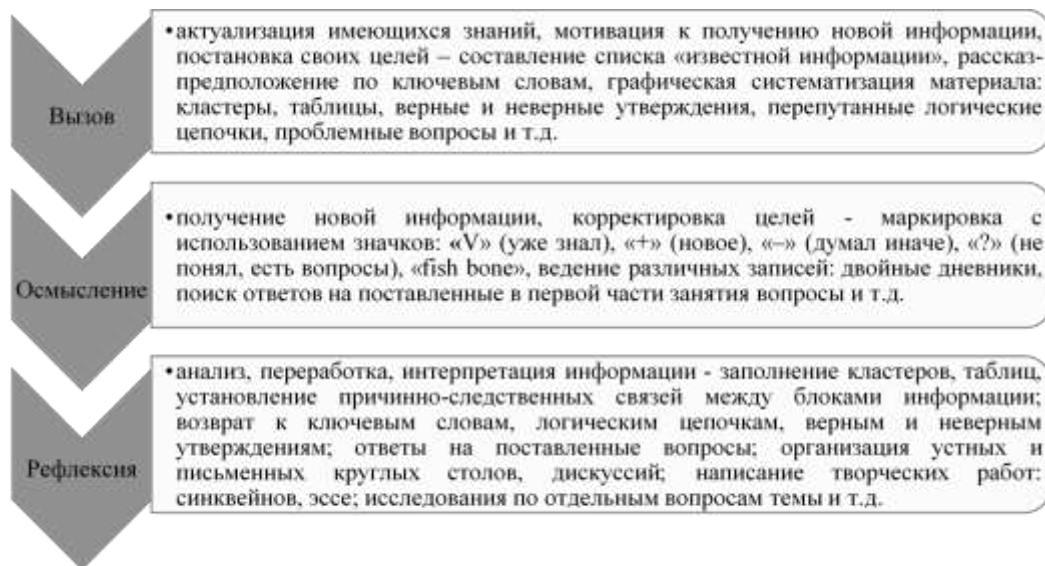 Вызов
•актуализация имеющихся знаний, мотивация к получению новой информации,
постановка своих целей – составление списка «известной информации», рассказ-
предположение по ключевым словам, графическая систематизация материала:
кластеры, таблицы, верные и неверные утверждения, перепутанные логические
цепочки, проблемные вопросы и т.д.
Осмысление
•получение новой информации, корректировка целей - маркировка с
использованием значков: «V» (уже знал), «+» (новое), «–» (думал иначе), «?» (не
понял, есть вопросы), «fish bone», ведение различных записей: двойные дневники,
поиск ответов на поставленные в первой части занятия вопросы и т.д.
Рефлексия
•анализ, переработка, интерпретация информации - заполнение кластеров, таблиц,
установление причинно-следственных связей между блоками информации;
возврат к ключевым словам, логическим цепочкам, верным и неверным
утверждениям; ответы на поставленные вопросы; организация устных и
письменных круглых столов, дискуссий; написание творческих работ:
синквейнов, эссе; исследования по отдельным вопросам темы и т.д.